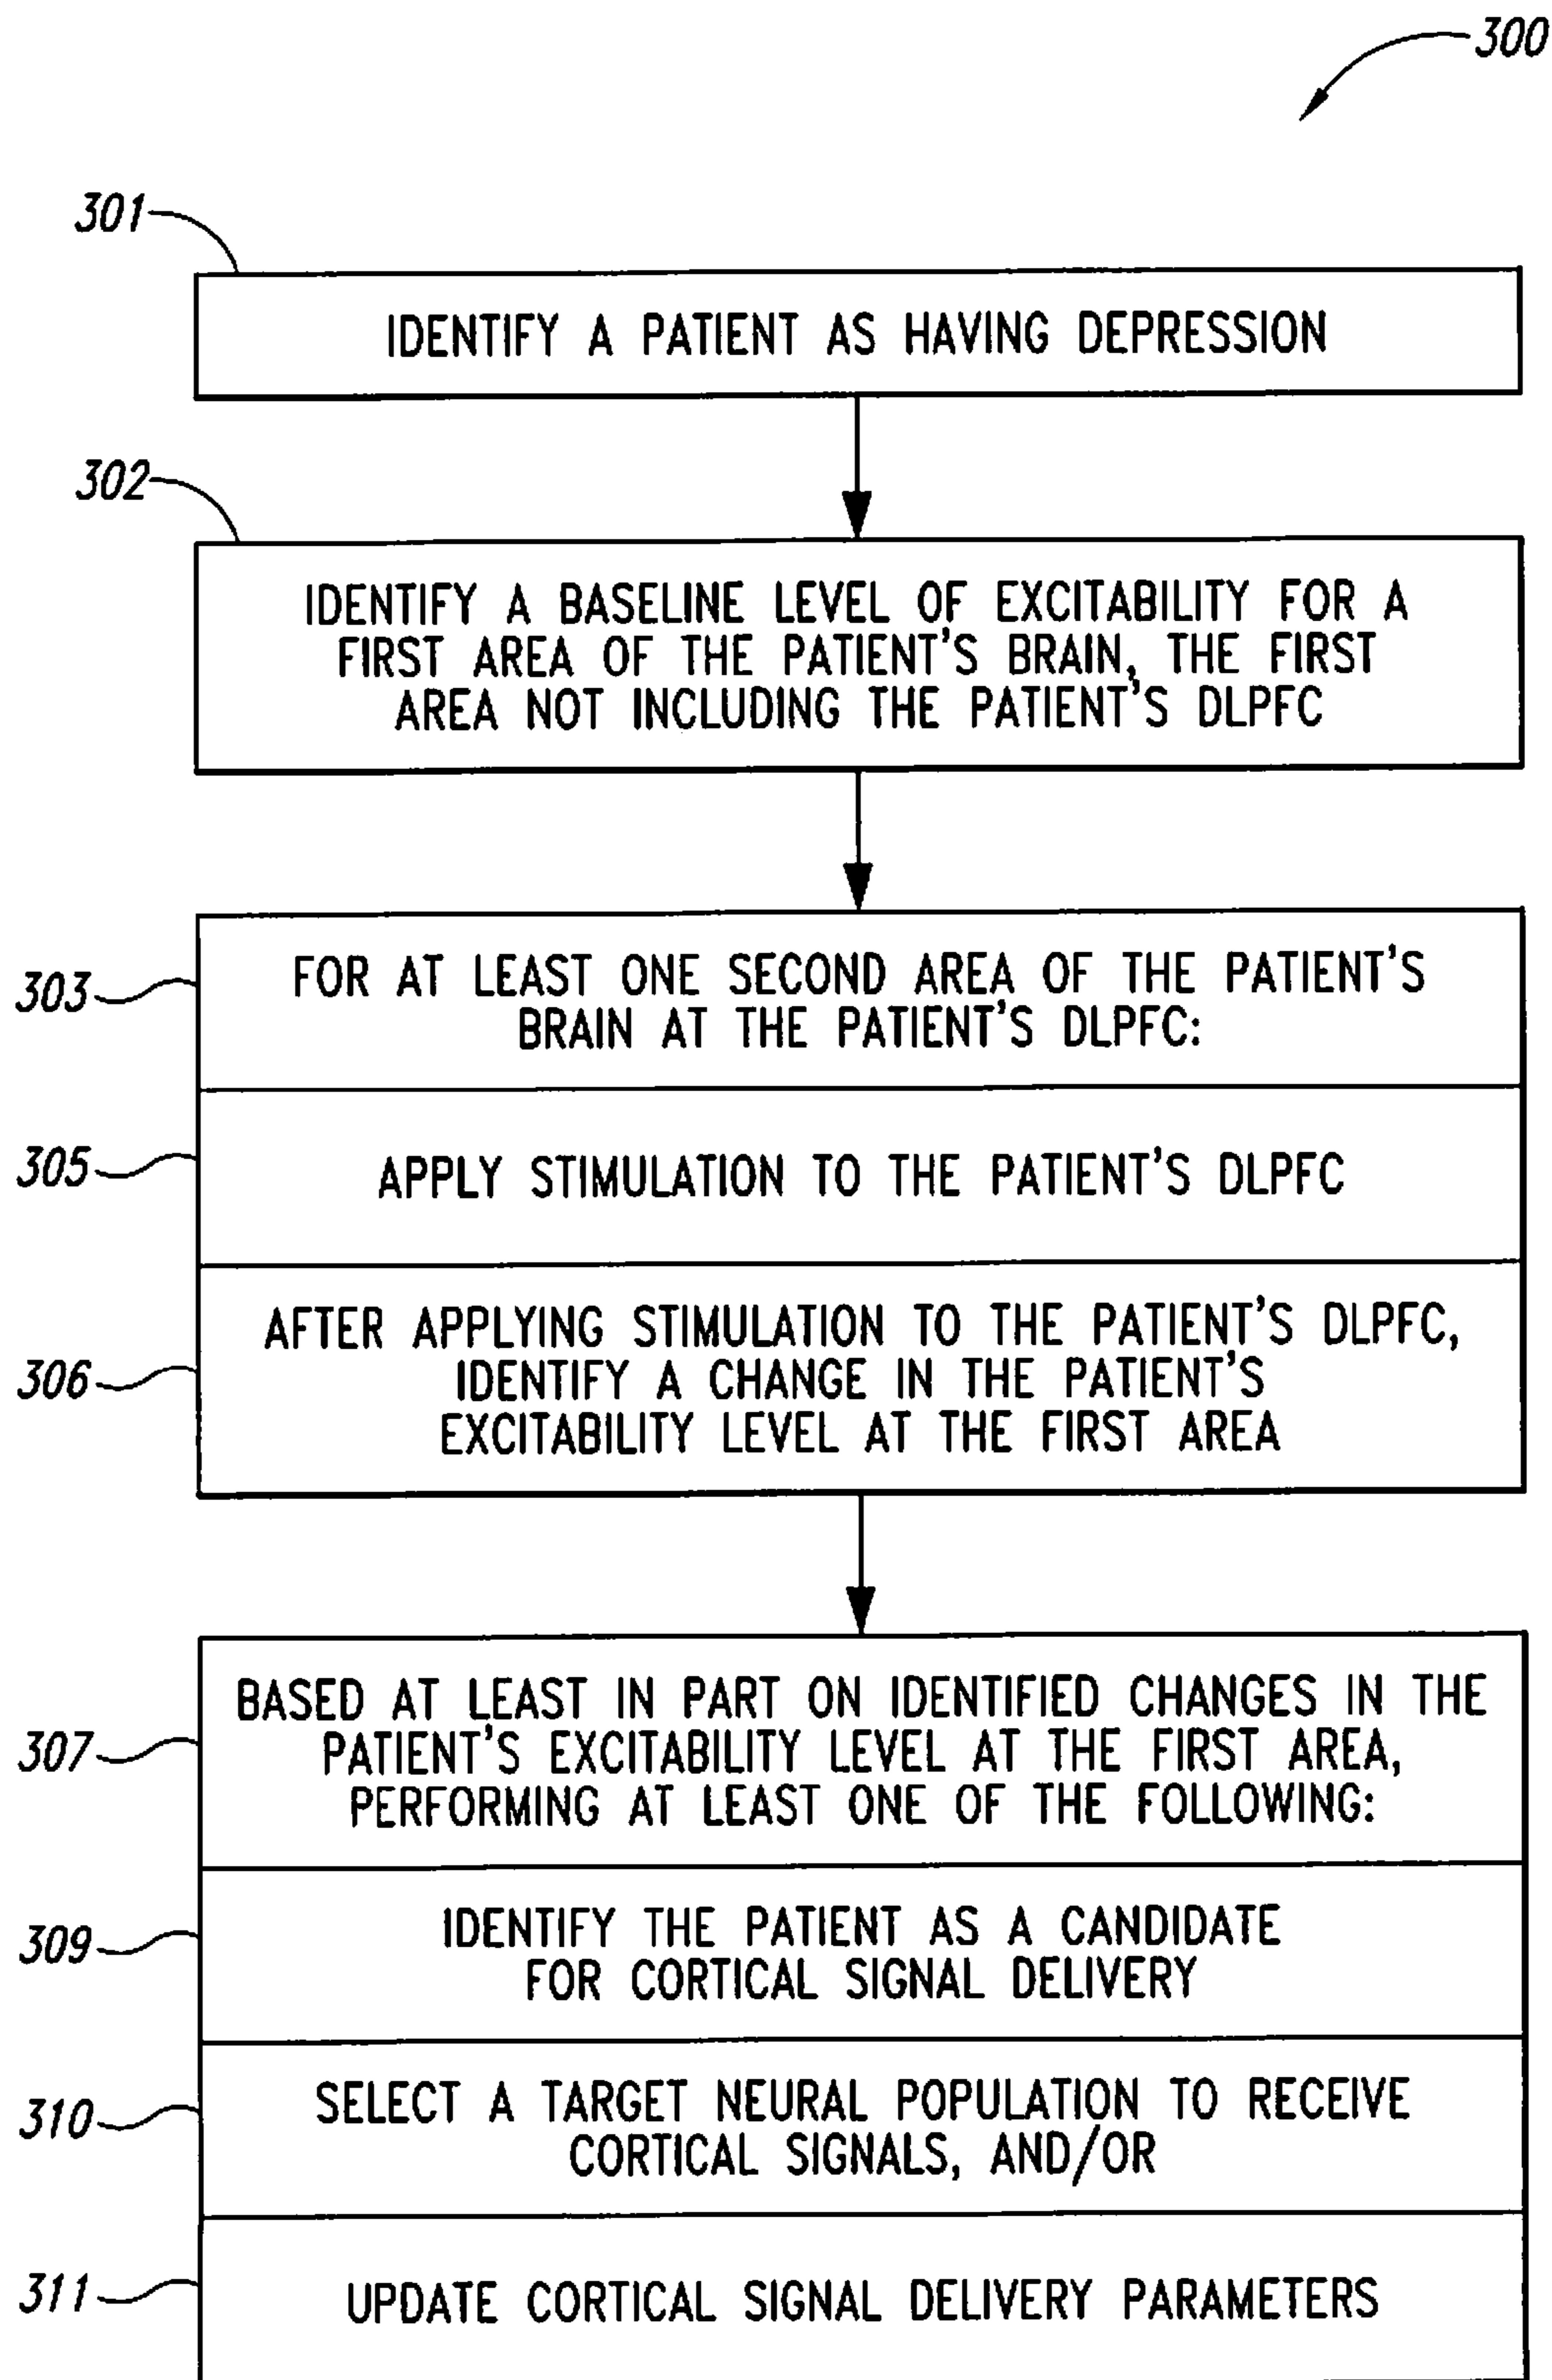 300
301
IDENTIFY A PATIENT AS HAVING DEPRESSION
302
IDENTIFY A BASELINE LEVEL OF EXCITABILITY FOR A
FIRST AREA OF THE PATIENT'S BRAIN, THE FIRST
AREA NOT INCLUDING THE PATIENT'S DLPFC
303
FOR AT LEAST ONE SECOND AREA OF THE PATIENT'S
BRAIN AT THE PATIENT'S DLPFC:
305
APPLY STIMULATION TO THE PATIENT'S DLPFC
306
AFTER APPLYING STIMULATION TO THE PATIENT'S DLPFC,
IDENTIFY A CHANGE IN THE PATIENT'S
EXCITABILITY LEVEL AT THE FIRST AREA
307
BASED AT LEAST IN PART ON IDENTIFIED CHANGES IN THE
PATIENT'S EXCITABILITY LEVEL AT THE FIRST AREA,
PERFORMING AT LEAST ONE OF THE FOLLOWING:
309
IDENTIFY THE PATIENT AS A CANDIDATE
FOR CORTICAL SIGNAL DELIVERY
310
SELECT A TARGET NEURAL POPULATION TO RECEIVE
CORTICAL SIGNALS, AND/OR
311
UPDATE CORTICAL SIGNAL DELIVERY PARAMETERS